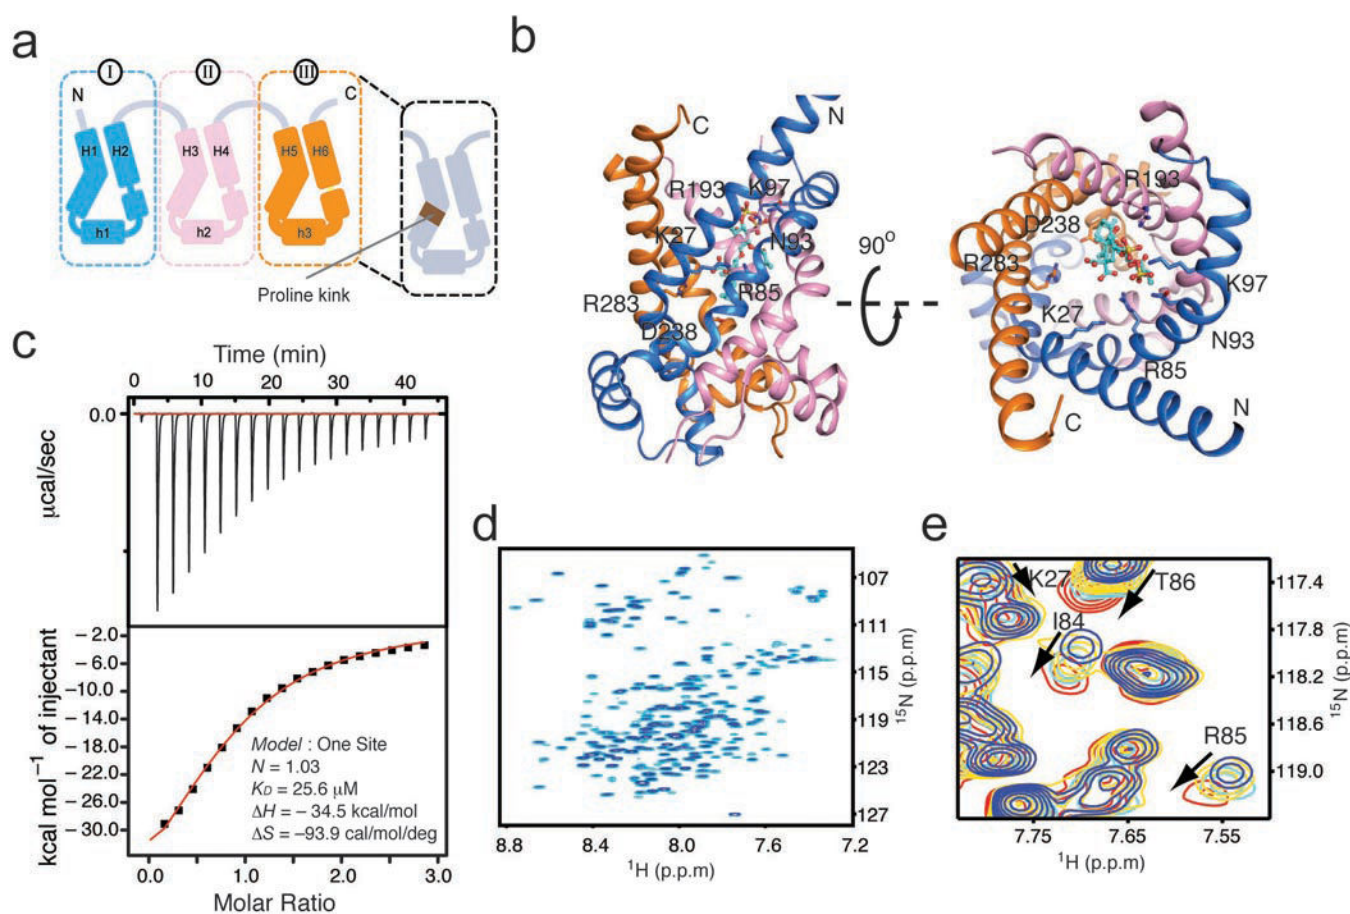 a
I
II
III
N
C
H1
H2
H3
H4
H5
H6
h1
h2
h3
Proline kink
b
C
N
R193
K97
K27
N93
R85
R283
D238
90o
R193
D238
R283
K97
K27
N93
R85
N
C
c
Time (min)
0 10 20 30 40
0.0
µcal/sec
– 2.0
– 6.0
– 10.0
– 14.0
– 18.0
– 22.0
– 26.0
– 30.0
kcal mol⁻¹ of injectant
Model : One Site
N = 1.03
KD = 25.6 µM
ΔH = – 34.5 kcal/mol
ΔS = –93.9 cal/mol/deg
0.0 1.0 2.0 3.0
Molar Ratio
d
107
111
115
119
123
127
¹⁵N (p.p.m)
8.8 8.4 8.0 7.6 7.2
¹H (p.p.m)
e
K27
T86
I84
R85
117.4
117.8
118.2
118.6
119.0
¹⁵N (p.p.m)
7.75 7.65 7.55
¹H (p.p.m)